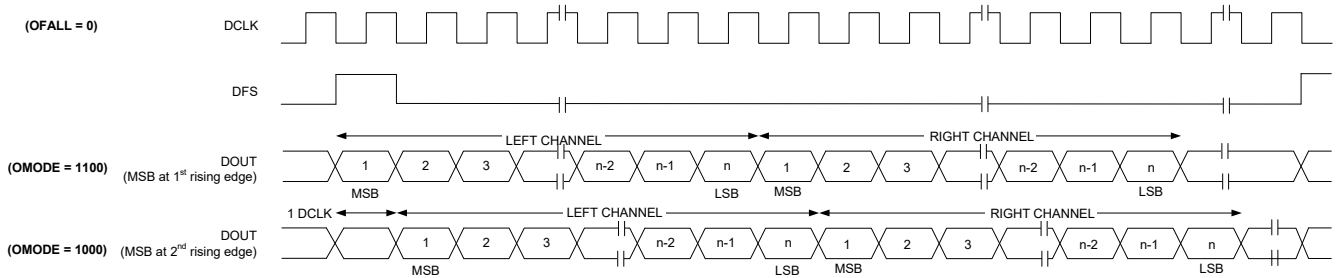 (OFALL = 0) DCLK
DFS
LEFT CHANNEL RIGHT CHANNEL
(OMODE = 1100) DOUT 1 2 3 n-2 n-1 n 1 2 3 n-2 n-1 n
(MSB at 1st rising edge)
MSB LSB MSB LSB
1 DCLK LEFT CHANNEL RIGHT CHANNEL
(OMODE = 1000) DOUT 1 2 3 n-2 n-1 n 1 2 3 n-2 n-1 n
(MSB at 2nd rising edge)
MSB LSB MSB LSB